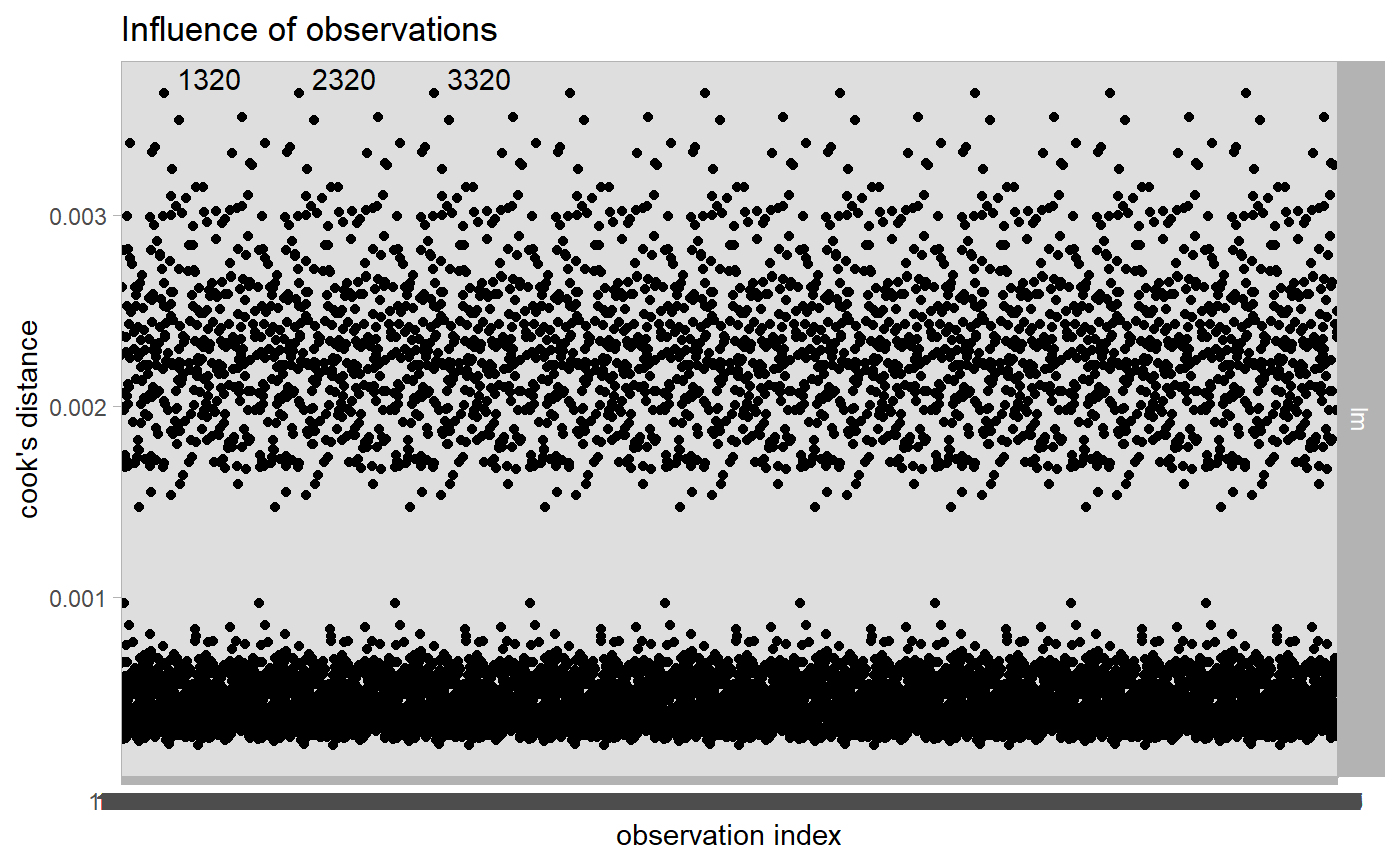 Influence of observations
1320 2320 3320
0.003
0.002
0.001
cook's distance
lm
observation index